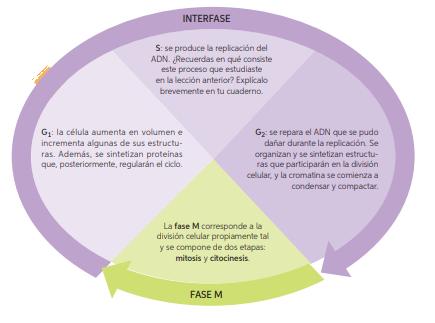 INTERFASE
S: se produce la replicación del
ADN. ¿Recuerdas en qué consiste
este proceso que estudiaste
en la lección anterior? Explícalo
brevemente en tu cuaderno.
G1: la célula aumenta en volumen e
incrementa algunas de sus estructu-
ras. Además, se sintetizan proteínas
que, posteriormente, regularán el ciclo.
G2: se repara el ADN que se pudo
dañar durante la replicación. Se
organizan y se sintetizan estructu-
ras que participarán en la división
celular, y la cromatina se comienza a
condensar y compactar.
La fase M corresponde a la
división celular propiamente tal
y se compone de dos etapas:
mitosis y citocinesis.
FASE M